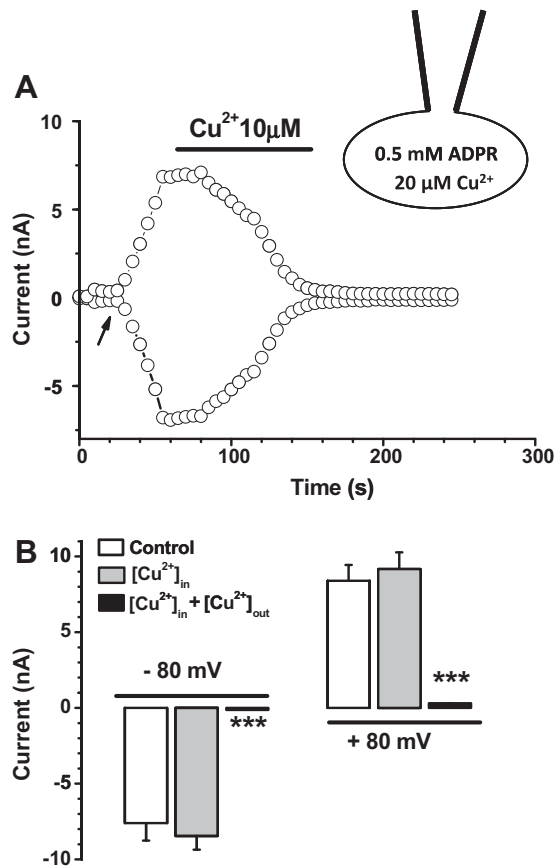 A
Cu²⁺10μM
0.5 mM ADPR
20 μM Cu²⁺
Current (nA)
10
5
0
-5
0
100
200
300
Time (s)
B
Control
[Cu²⁺]in
[Cu²⁺]in + [Cu²⁺]out
- 80 mV
***
***
+ 80 mV
Current (nA)
10
5
0
-5
-10